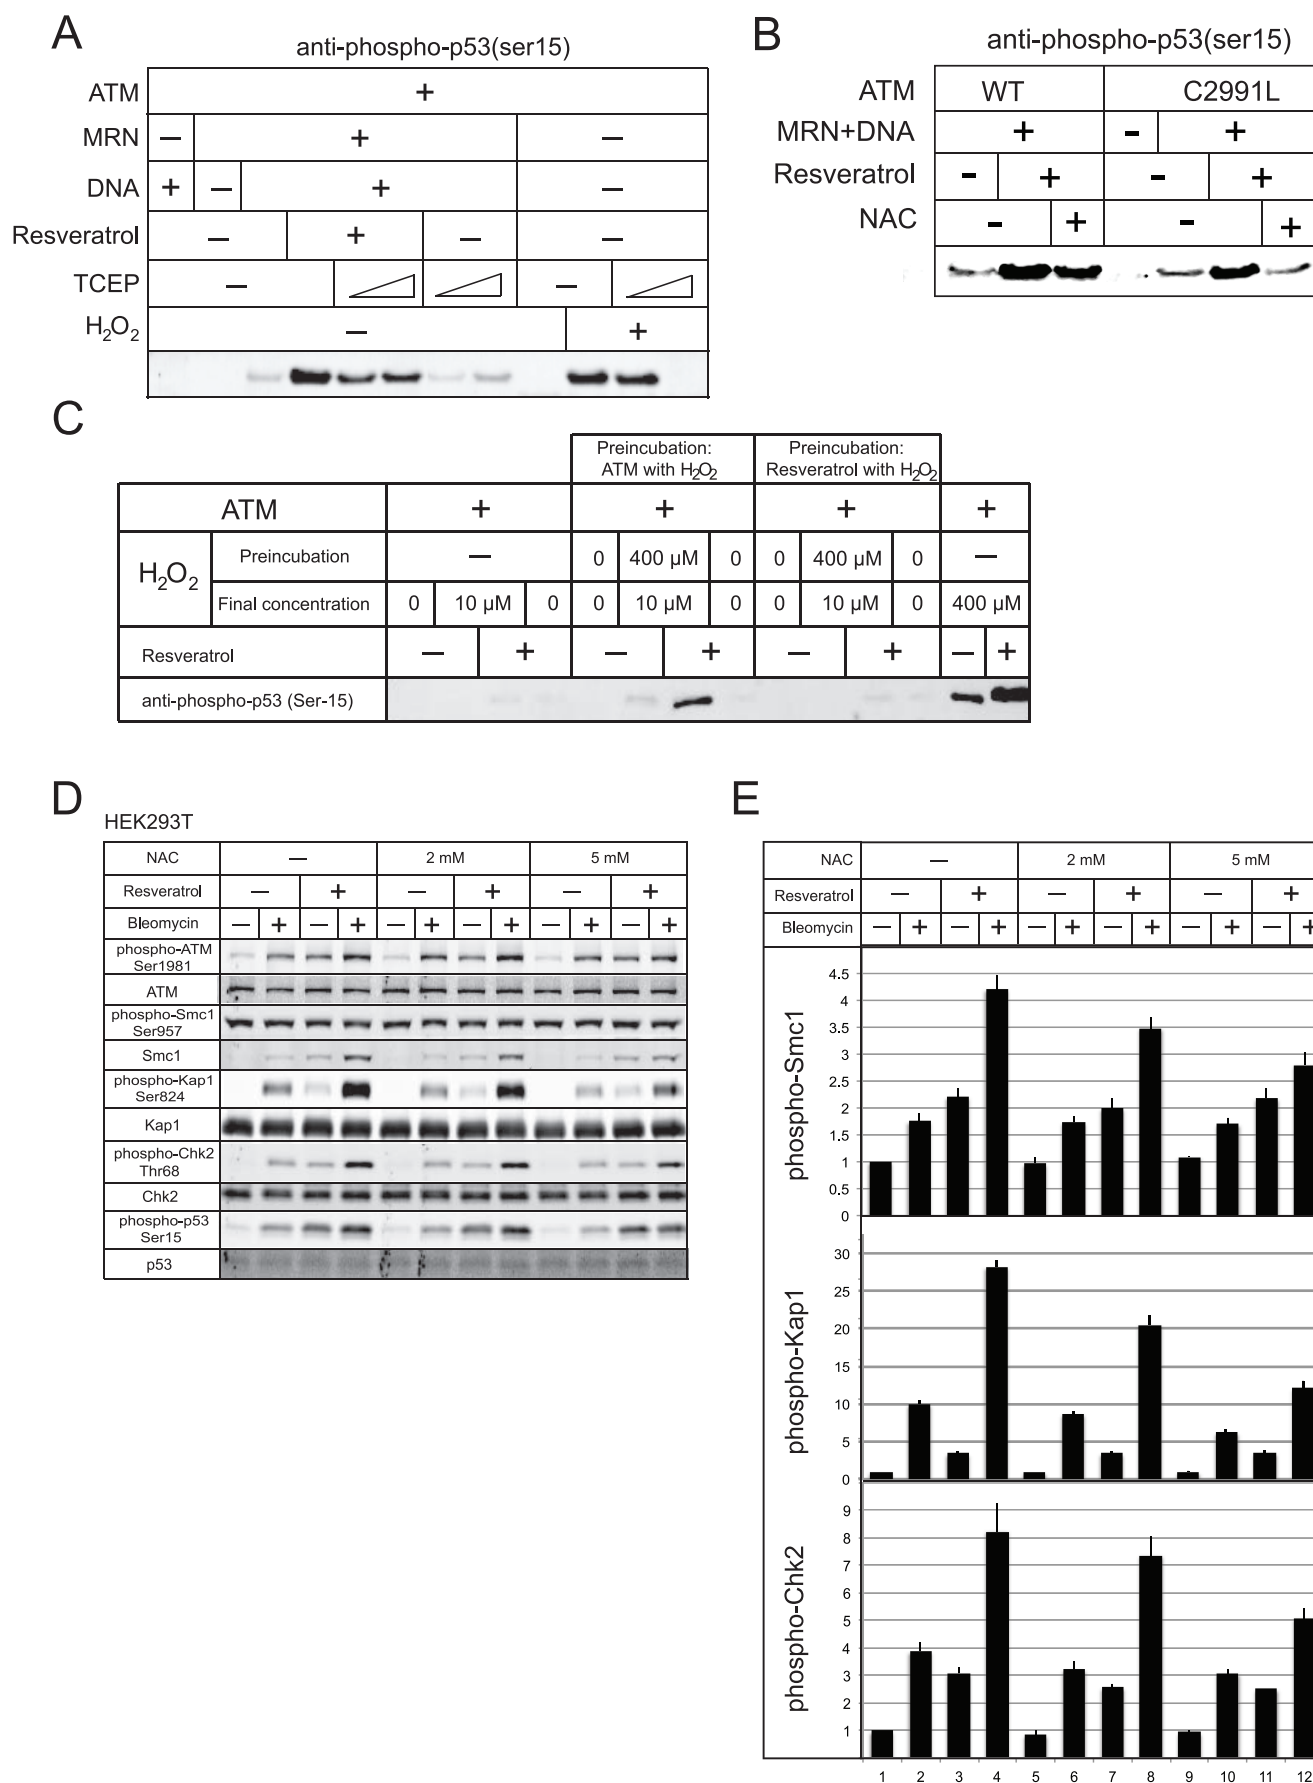 A
anti-phospho-p53(ser15)
ATM +
MRN — + —
DNA + — + —
Resveratrol — + — —
TCEP — —
H₂O₂ — +
B
anti-phospho-p53(ser15)
ATM WT C2991L
MRN+DNA + - +
Resveratrol - + - +
NAC - + - +
C
Preincubation: Preincubation:
ATM with H₂O₂ Resveratrol with H₂O₂
ATM + + + +
H₂O₂
Preincubation — 0 400 µM 0 0 400 µM 0 —
Final concentration 0 10 µM 0 0 10 µM 0 0 10 µM 0 400 µM
Resveratrol — + — + — + — +
anti-phospho-p53 (Ser-15)
D
HEK293T
NAC — 2 mM 5 mM
Resveratrol — + — + — +
Bleomycin — + — + — + — + — + — +
phospho-ATM
Ser1981
ATM
phospho-Smc1
Ser957
Smc1
phospho-Kap1
Ser824
Kap1
phospho-Chk2
Thr68
Chk2
phospho-p53
Ser15
p53
E
NAC — 2 mM 5 mM
Resveratrol — + — + — +
Bleomycin — + — + — + — + — + — +
phospho-Smc1
4.5
4
3.5
3
2.5
2
1.5
1
0.5
0
phospho-Kap1
30
25
20
15
10
5
0
phospho-Chk2
9
8
7
6
5
4
3
2
1
1 2 3 4 5 6 7 8 9 10 11 12